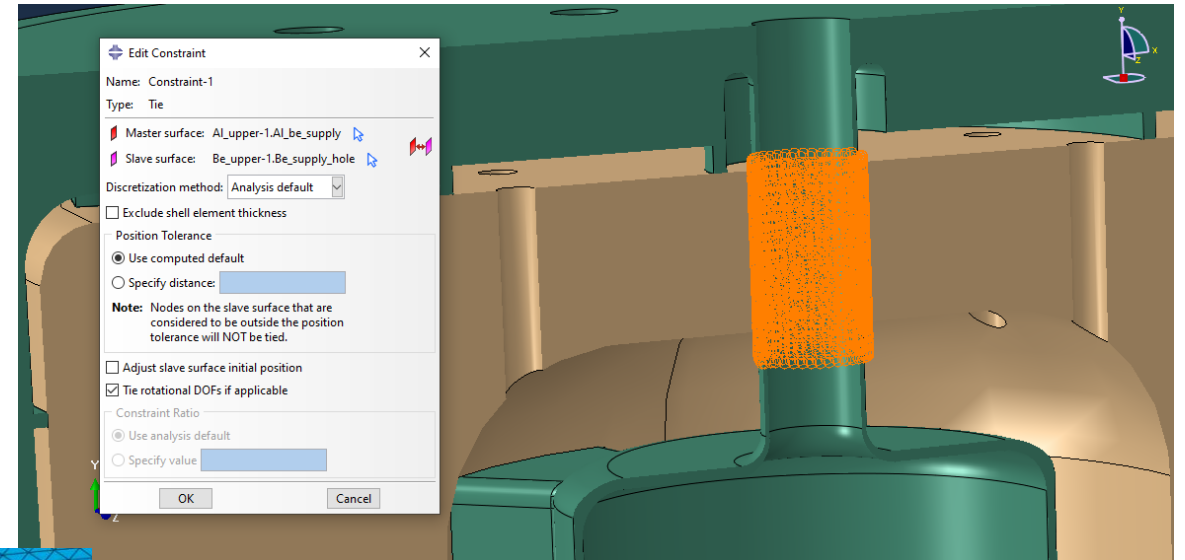 Edit Constraint
Name: Constraint-1
Type: Tie
Master surface: Al_upper-1.Al_be_supply
Slave surface: Be_upper-1.Be_supply_hole
Discretization method: Analysis default
Exclude shell element thickness
Position Tolerance
Use computed default
Specify distance:
Note: Nodes on the slave surface that are
considered to be outside the position
tolerance will NOT be tied.
Adjust slave surface initial position
Tie rotational DOFs if applicable
Constraint Ratio
Use analysis default
Specify value
OK Cancel
Y
X
Z
Y
Z